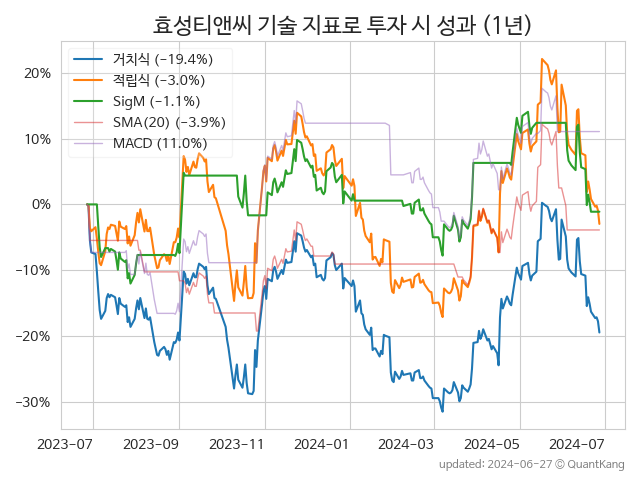 효성티앤씨 기술 지표로 투자 시 성과 (1년)
거치식 (−19.4%)
적립식 (−3.0%)
SigM (−1.1%)
SMA(20) (−3.9%)
MACD (11.0%)
20%
10%
0%
−10%
−20%
−30%
2023-07 2023-09 2023-11 2024-01 2024-03 2024-05 2024-07
updated: 2024-06-27 © QuantKang